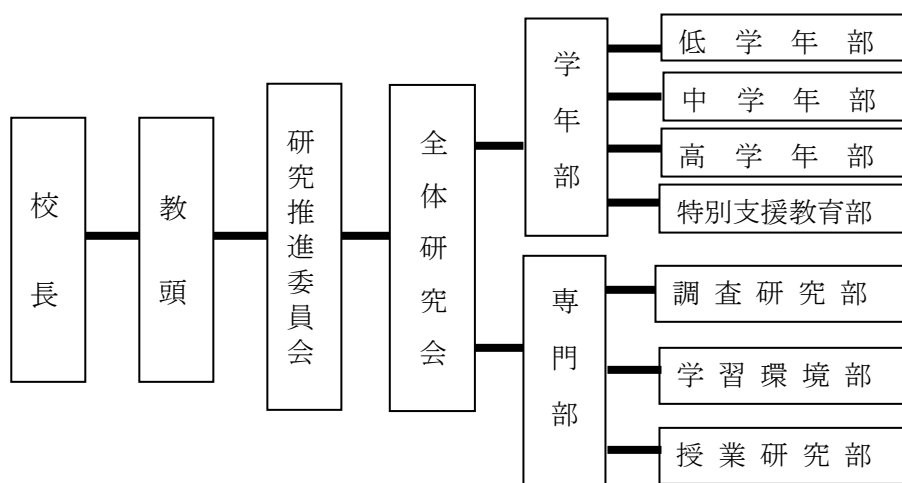 校長
教頭
研究推進委員会
全体研究会
学年部
低学年部
中学年部
高学年部
特別支援教育部
専門部
調査研究部
学習環境部
授業研究部